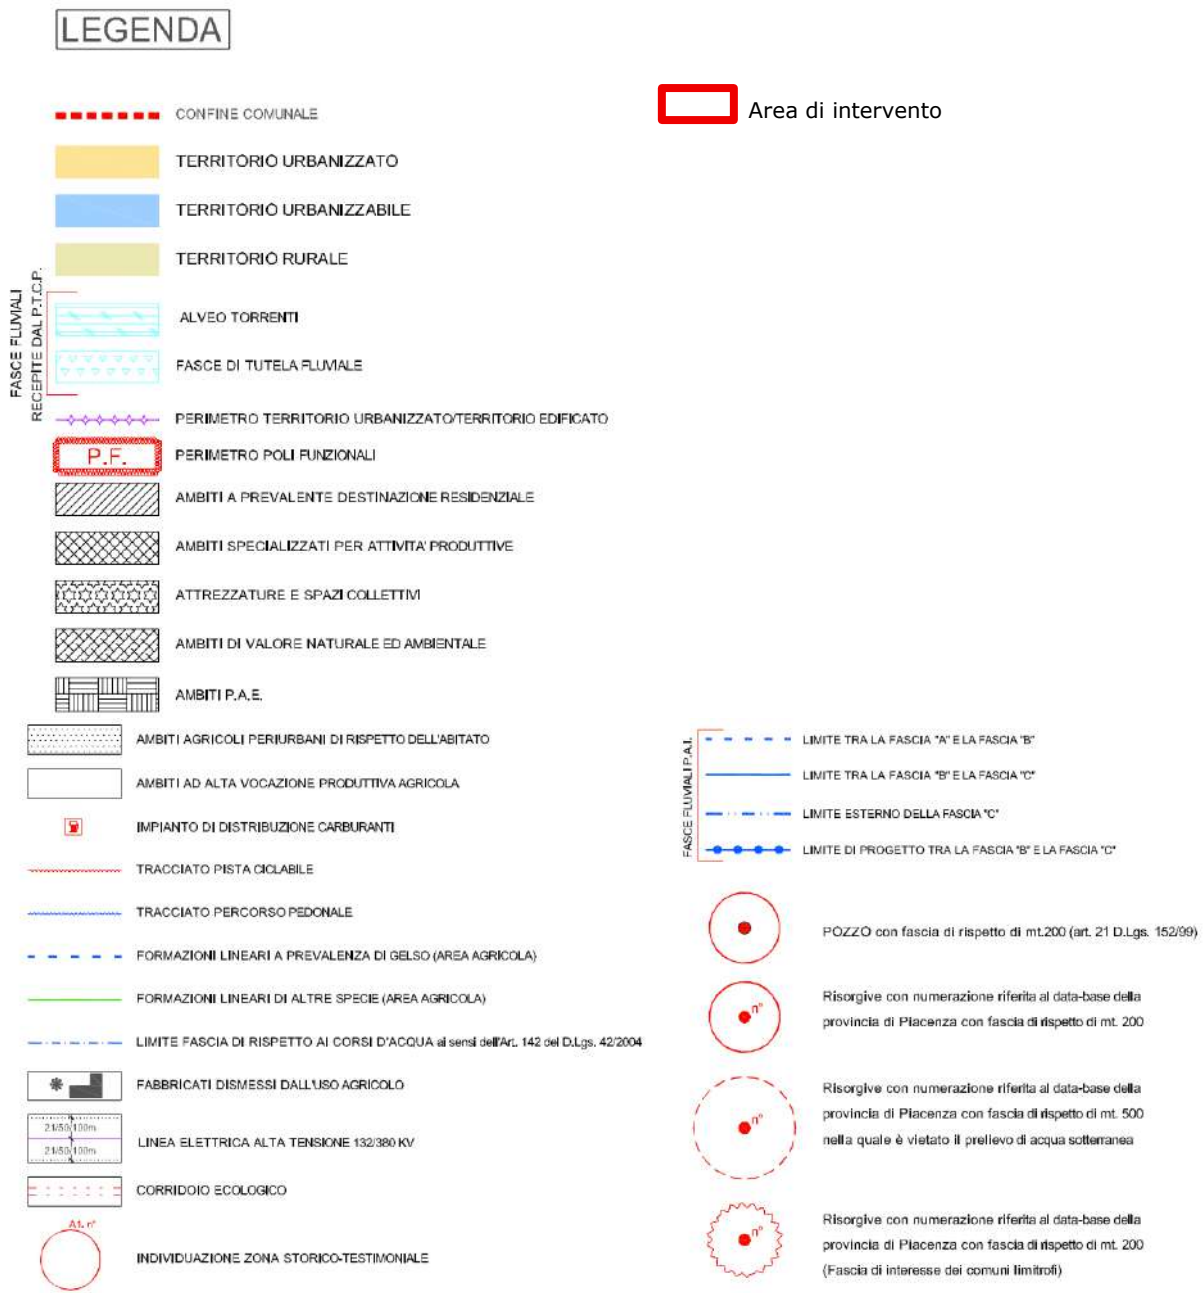 LEGENDA
CONFINE COMUNALE
Area di intervento
TERRITORIO URBANIZZATO
TERRITORIO URBANIZZABILE
TERRITORIO RURALE
FASCE FLUVIALI
RECEPITE DAL P.T.C.P.
ALVEO TORRENTI
FASCE DI TUTELA FLUVIALE
PERIMETRO TERRITORIO URBANIZZATO/TERRITORIO EDIFICATO
P.F.
PERIMETRO POLI FUNZIONALI
AMBITI A PREVALENTE DESTINAZIONE RESIDENZIALE
AMBITI SPECIALIZZATI PER ATTIVITA' PRODUTTIVE
ATTREZZATURE E SPAZI COLLETTIVI
AMBITI DI VALORE NATURALE ED AMBIENTALE
AMBITI P.A.E.
AMBITI AGRICOLI PERIURBANI DI RISPETTO DELL'ABITATO
AMBITI AD ALTA VOCAZIONE PRODUTTIVA AGRICOLA
IMPIANTO DI DISTRIBUZIONE CARBURANTI
TRACCIATO PISTA CICLABILE
TRACCIATO PERCORSO PEDONALE
FORMAZIONI LINEARI A PREVALENZA DI GELSO (AREA AGRICOLA)
FORMAZIONI LINEARI DI ALTRE SPECIE (AREA AGRICOLA)
LIMITE FASCIA DI RISPETTO AI CORSI D'ACQUA ai sensi dell'Art. 142 del D.Lgs. 42/2004
FABBRICATI DISMESSI DALL'USO AGRICOLO
21/50/100m
21/50/100m
LINEA ELETTRICA ALTA TENSIONE 132/380 KV
CORRIDOIO ECOLOGICO
A1. n°
INDIVIDUAZIONE ZONA STORICO-TESTIMONIALE
FASCE FLUVIALI P.A.I.
LIMITE TRA LA FASCIA "A" E LA FASCIA "B"
LIMITE TRA LA FASCIA "B" E LA FASCIA "C"
LIMITE ESTERNO DELLA FASCIA "C"
LIMITE DI PROGETTO TRA LA FASCIA "B" E LA FASCIA "C"
POZZO con fascia di rispetto di mt.200 (art. 21 D.Lgs. 152/99)
n°
Risorgive con numerazione riferita al data-base della
provincia di Piacenza con fascia di rispetto di mt. 200
n°
Risorgive con numerazione riferita al data-base della
provincia di Piacenza con fascia di rispetto di mt. 500
nella quale è vietato il prelievo di acqua sotterranea
n°
Risorgive con numerazione riferita al data-base della
provincia di Piacenza con fascia di rispetto di mt. 200
(Fascia di interesse dei comuni limitrofi)